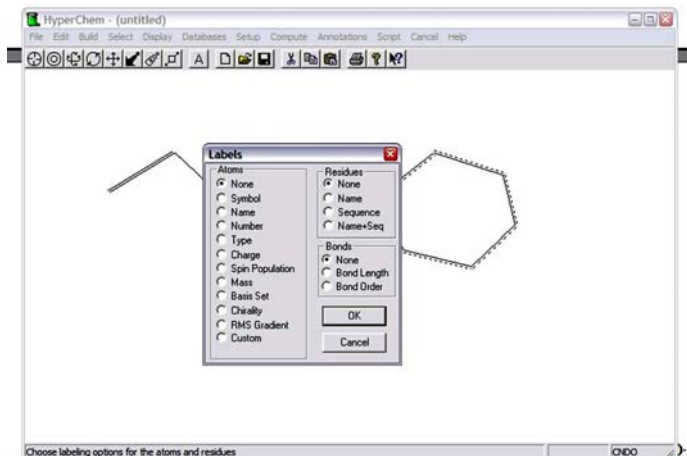 HyperChem - (untitled)
File Edit Build Select Display Databases Setup Compute Annotations Script Cancel Help
A
Labels
Atoms
None
Symbol
Name
Number
Type
Charge
Spin Population
Mass
Basis Set
Chirality
RMS Gradient
Custom
Residues
None
Name
Sequence
Name+Seq
Bonds
None
Bond Length
Bond Order
OK
Cancel
Choose labeling options for the atoms and residues
CNDO